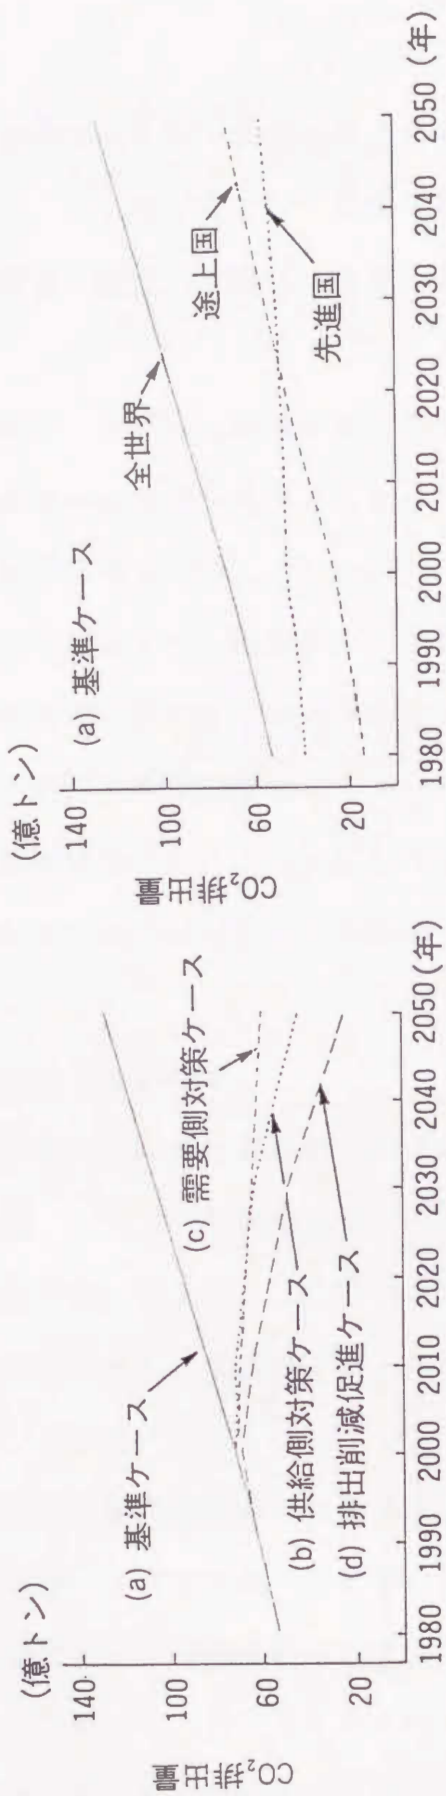 (億トン)
140
100
60
20
CO₂排出量
(a) 基準ケース
(c) 需要側対策ケース
(b) 供給側対策ケース
(d) 排出削減促進ケース
1980 1990 2000 2010 2020 2030 2040 2050 (年)
(億トン)
140
100
60
20
CO₂排出量
(a) 基準ケース
全世界
途上国
先進国
1980 1990 2000 2010 2020 2030 2040 2050 (年)